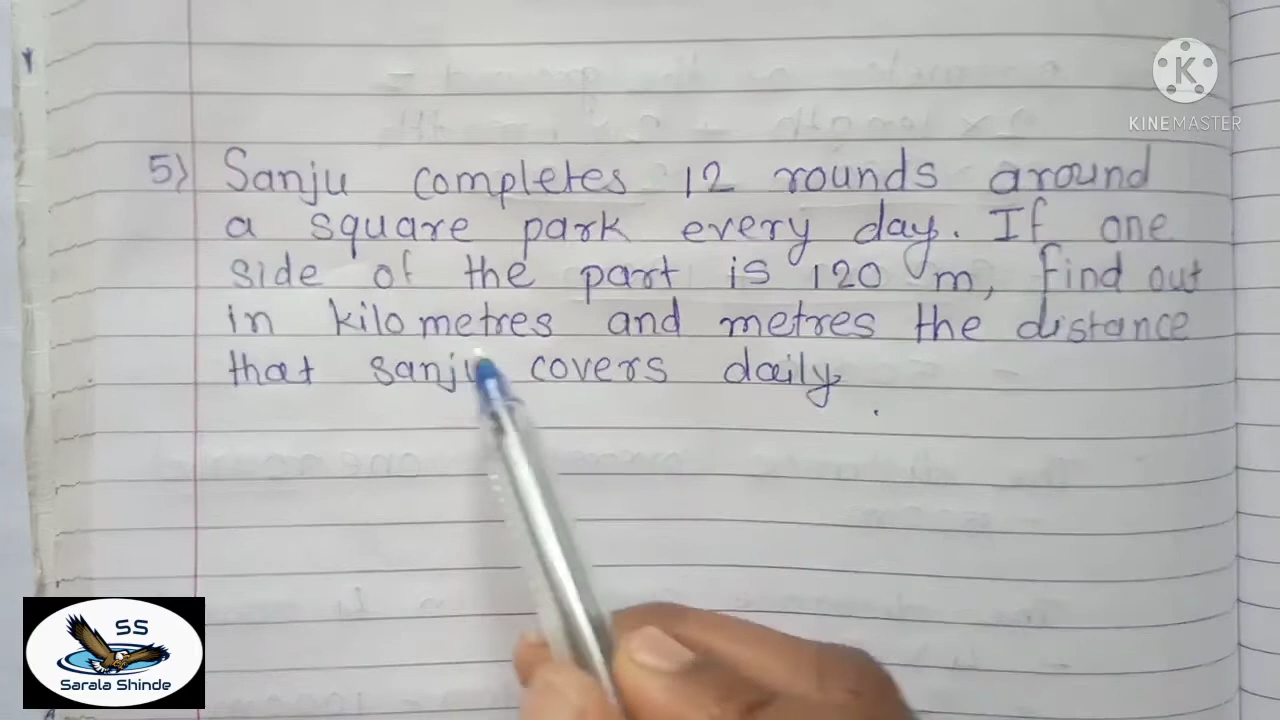 5) Sanju completes 12 rounds around
a square park every day. If one
side of the part is 120 m, find out
in kilometres and metres the distance
that sanju covers daily.
K
KINEMASTER
SS
Sarala Shinde